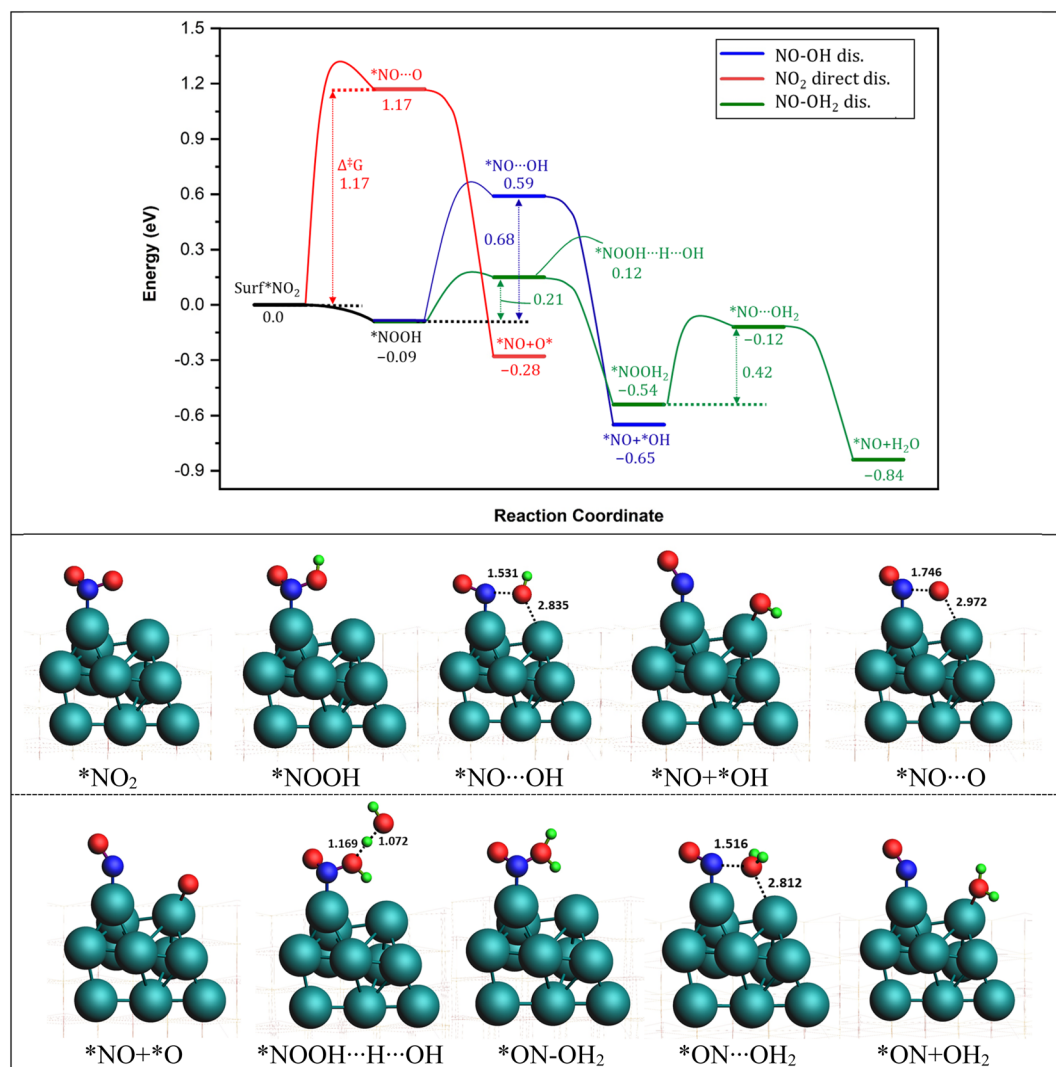 1.5
1.2
0.9
0.6
0.3
0.0
-0.3
-0.6
-0.9
Energy (eV)
Reaction Coordinate
NO-OH dis.
NO₂ direct dis.
NO-OH₂ dis.
*NO···O
1.17
Δ‡G
1.17
Surf*NO₂
0.0
*NOOH
−0.09
*NO···OH
0.59
0.68
*NOOH···H···OH
0.12
0.21
*NO+O*
−0.28
*NOOH₂
−0.54
*NO+*OH
−0.65
*NO···OH₂
−0.12
0.42
*NO+H₂O
−0.84
1.531
2.835
1.746
2.972
*NO₂
*NOOH
*NO···OH
*NO+*OH
*NO···O
1.169
1.072
1.516
2.812
*NO+*O
*NOOH···H···OH
*ON-OH₂
*ON···OH₂
*ON+OH₂